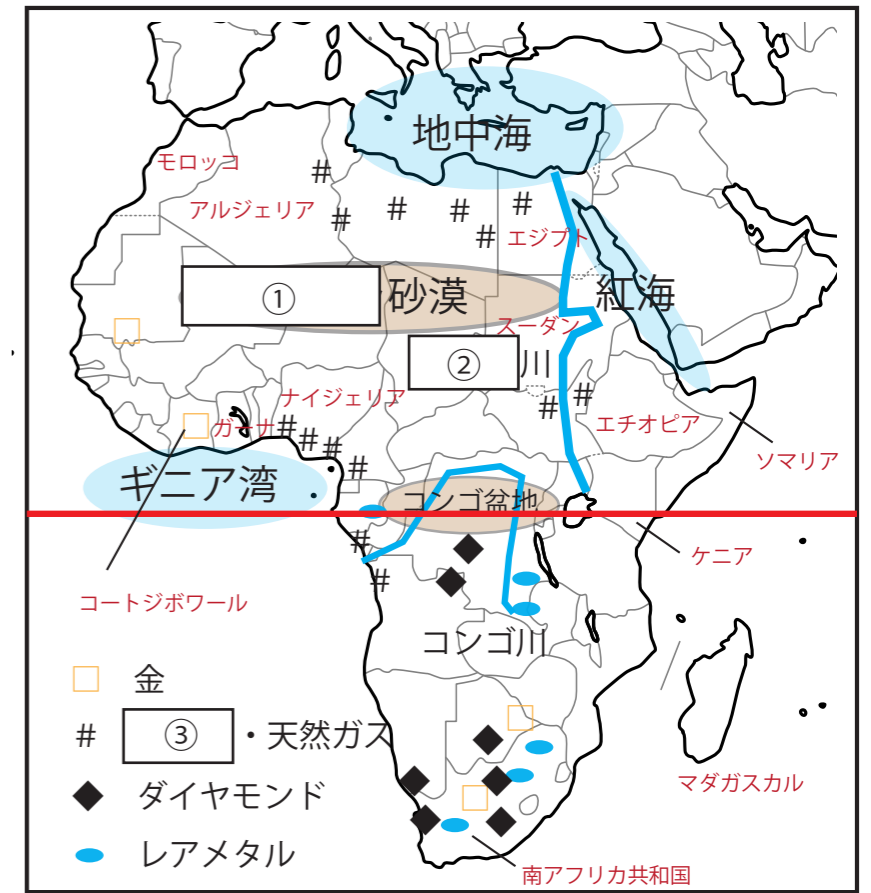 地中海
モロッコ
アルジェリア
エジプト
① 砂漠
紅海
スーダン
② 川
ナイジェリア
ガーナ
エチオピア
ソマリア
ギニア湾
コンゴ盆地
ケニア
コートジボワール
コンゴ川
金
# ③ ・天然ガス
マダガスカル
ダイヤモンド
レアメタル
南アフリカ共和国